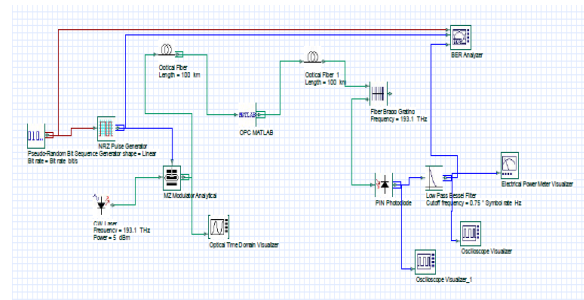 BER Analyzer
Optical Fiber
Length = 100 km
Optical Fiber 1
Length = 100 km
MATLAB
OPC MATLAB
Fiber Bragg Grating
Frequency = 193.1 THz
NRZ Pulse Generator
Pseudo-Random Bit Sequence Generator shape = Linear
Bit rate = Bit rate bits
MZ Modulator Analytical
PIN Photodiode
Low Pass Bessel Filter
Cutoff frequency = 0.75 * Symbol rate Hz
Electrical Power Meter Visualizer
CW Laser
Frequency = 193.1 THz
Power = 5 dBm
Optical Time Domain Visualizer
Oscilloscope Visualizer
Oscilloscope Visualizer_1